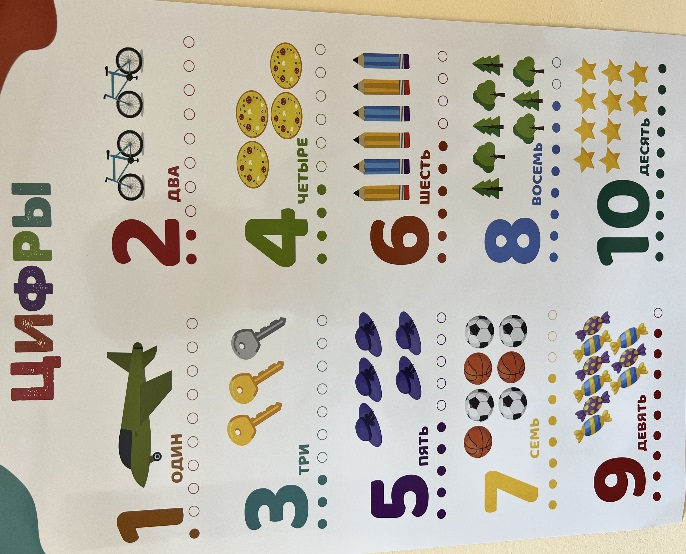 ЦИФРЫ
1
ОДИН
2
ДВА
3
ТРИ
4
ЧЕТЫРЕ
5
ПЯТЬ
6
ШЕСТЬ
7
СЕМЬ
8
ВОСЕМЬ
9
ДЕВЯТЬ
10
ДЕСЯТЬ